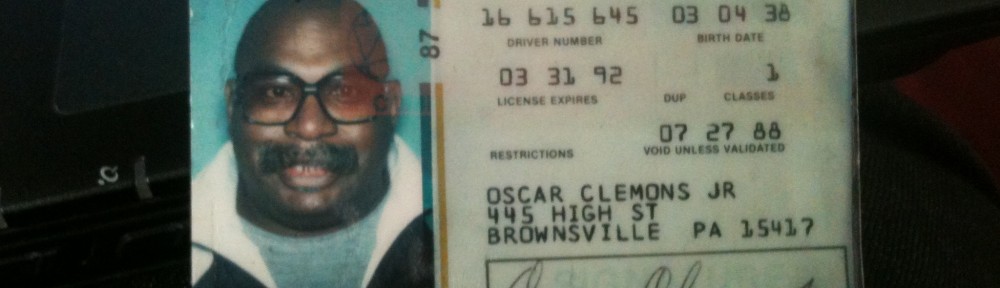 87
16 615 645 03 04 38
DRIVER NUMBER BIRTH DATE
03 31 92 1
LICENSE EXPIRES DUP CLASSES
07 27 88
RESTRICTIONS VOID UNLESS VALIDATED
OSCAR CLEMONS JR
445 HIGH ST
BROWNSVILLE PA 15417